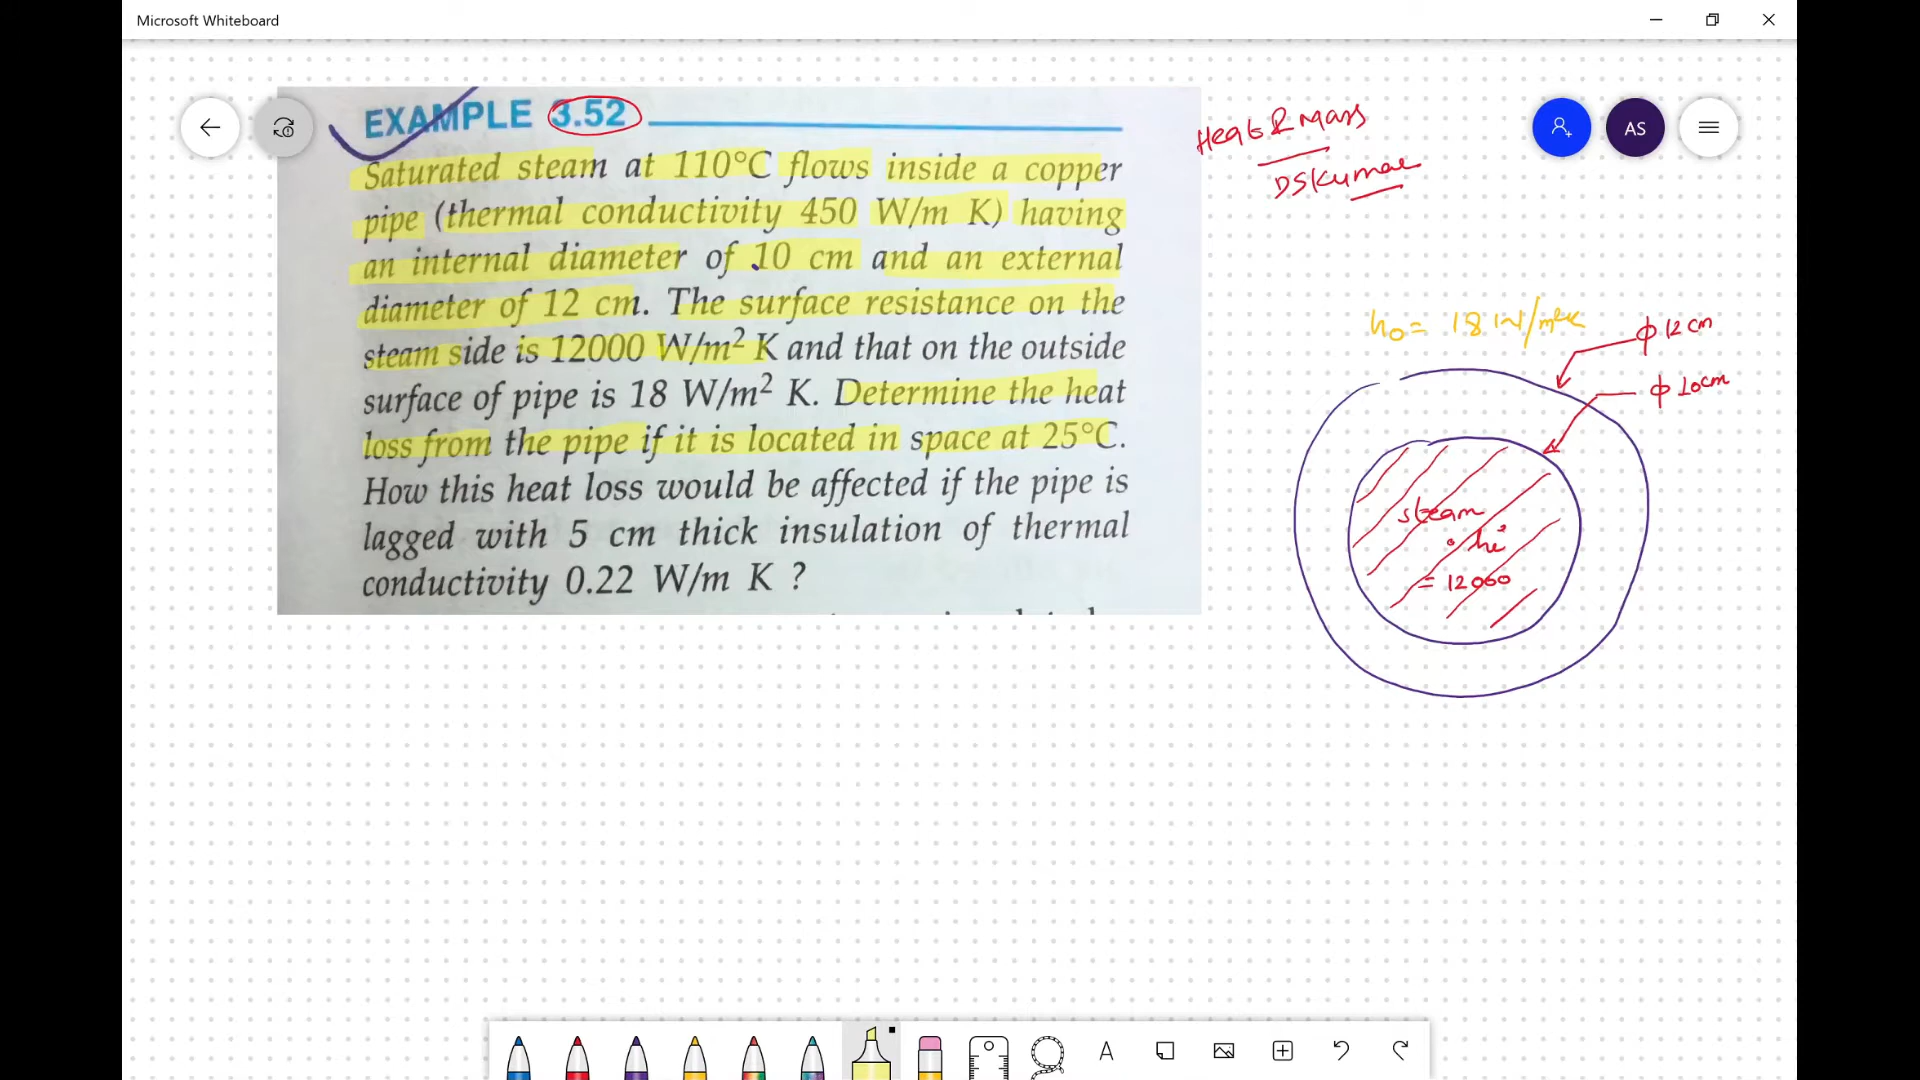 Microsoft Whiteboard
EXAMPLE 3.52
Saturated steam at 110°C flows inside a copper
pipe (thermal conductivity 450 W/m K) having
an internal diameter of 10 cm and an external
diameter of 12 cm. The surface resistance on the
steam side is 12000 W/m² K and that on the outside
surface of pipe is 18 W/m² K. Determine the heat
loss from the pipe if it is located in space at 25°C.
How this heat loss would be affected if the pipe is
lagged with 5 cm thick insulation of thermal
conductivity 0.22 W/m K ?
Heat & Mass
DSKumar
AS
ho = 18 W/m²K
ϕ 12 cm
ϕ 10cm
steam
hi
= 12000
A